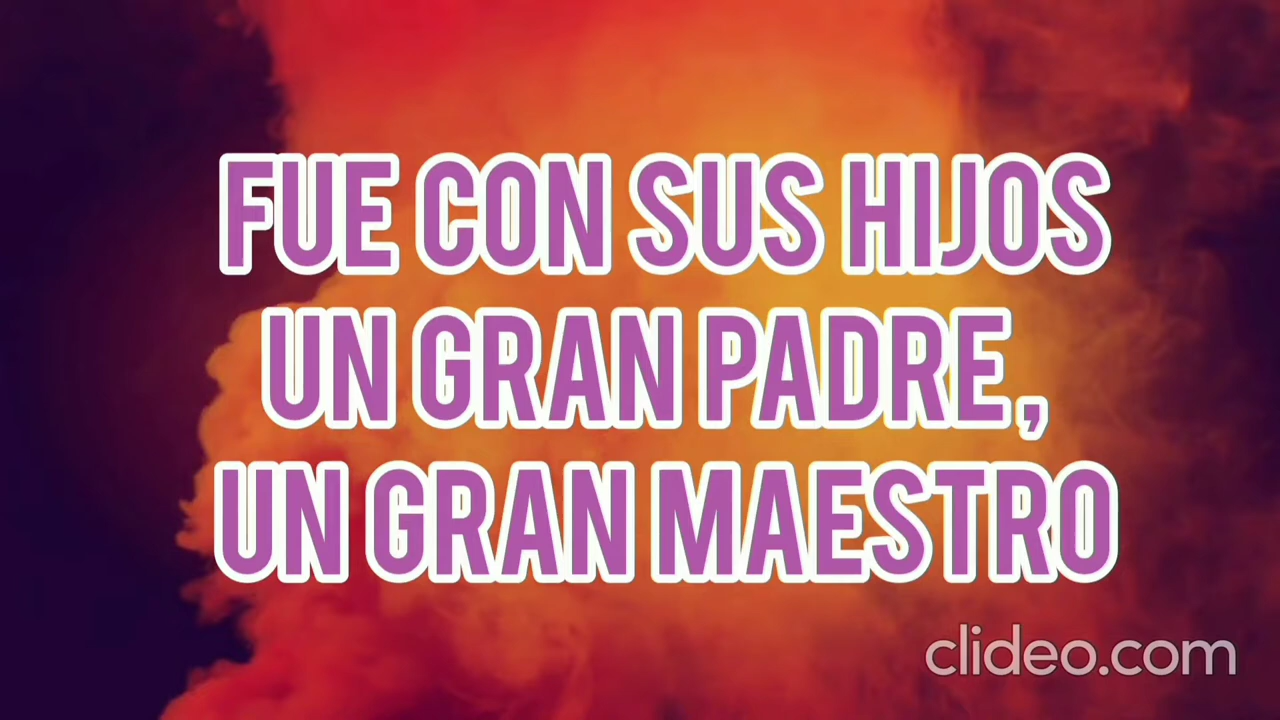 FUE CON SUS HIJOS
UN GRAN PADRE,
UN GRAN MAESTRO
clideo.com